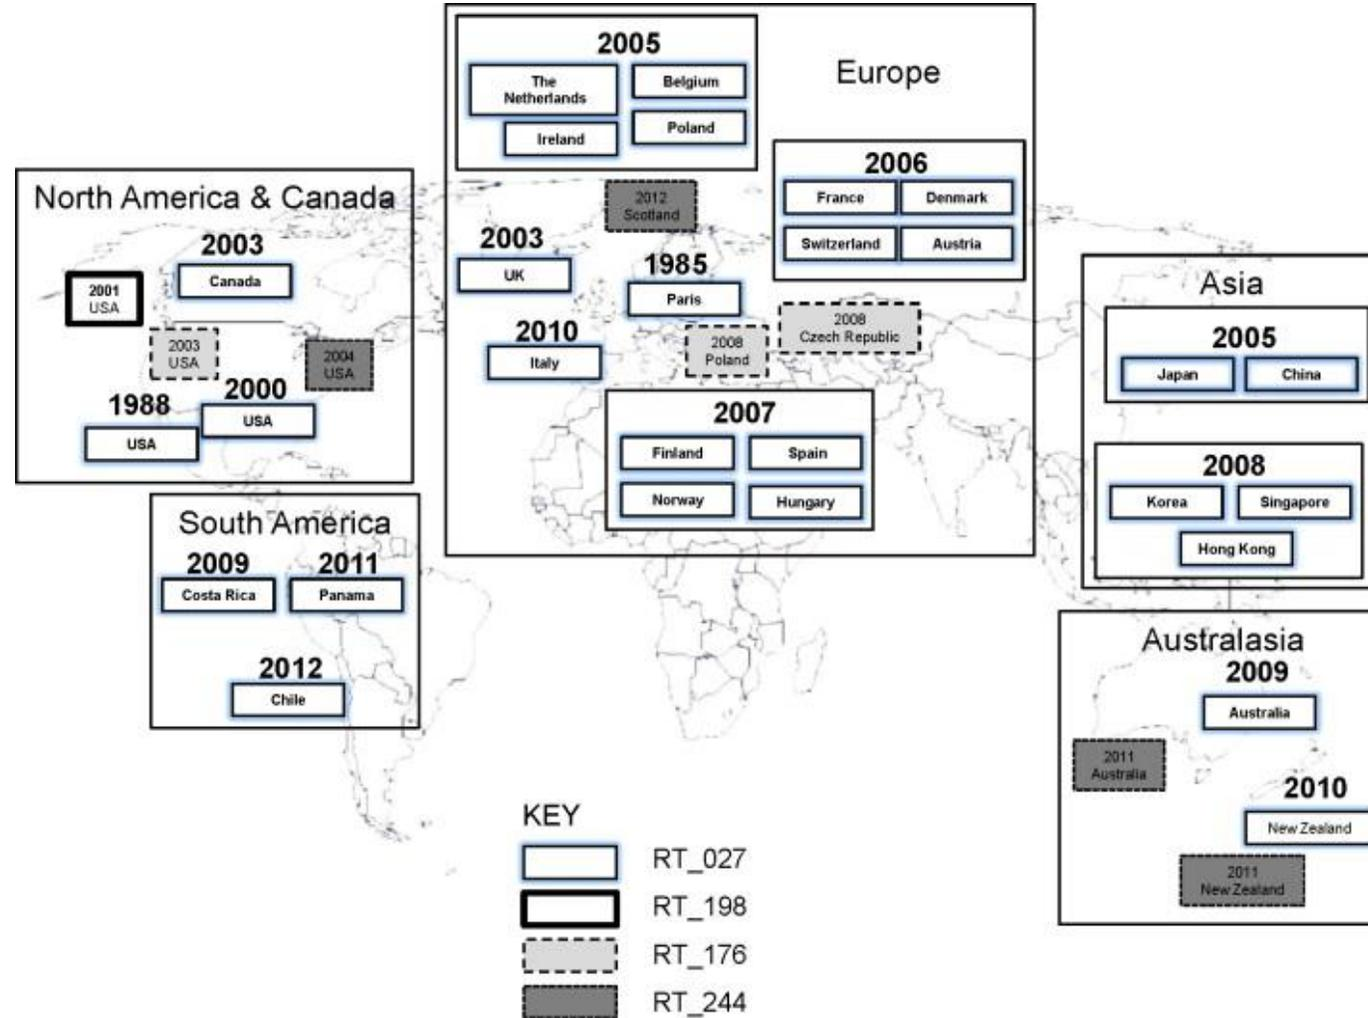 Europe
2005
The
Netherlands
Belgium
Ireland
Poland
2006
France
Denmark
Switzerland
Austria
2012
Scotland
2003
UK
1985
Paris
2010
Italy
2008
Poland
2008
Czech Republic
2007
Finland
Spain
Norway
Hungary
North America & Canada
2003
Canada
2001
USA
2003
USA
2004
USA
1988
USA
2000
USA
South America
2009
Costa Rica
2011
Panama
2012
Chile
Asia
2005
Japan
China
2008
Korea
Singapore
Hong Kong
Australasia
2009
Australia
2011
Australia
2010
New Zealand
2011
New Zealand
KEY
RT_027
RT_198
RT_176
RT_244